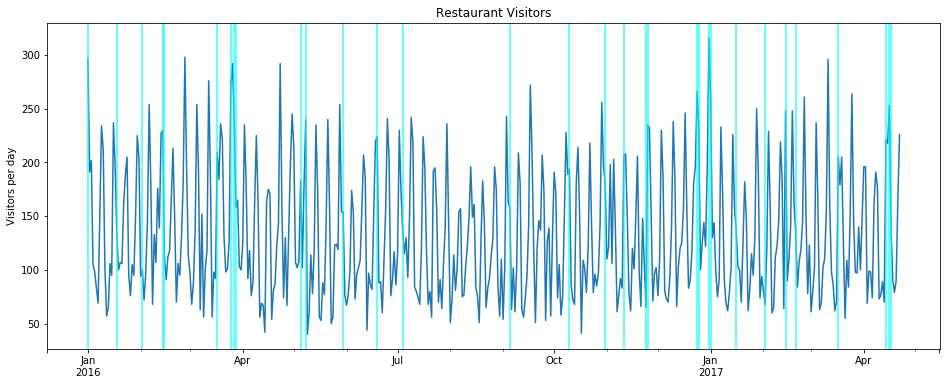 Restaurant Visitors
Visitors per day
300
250
200
150
100
50
Jan
2016
Apr
Jul
Oct
Jan
2017
Apr